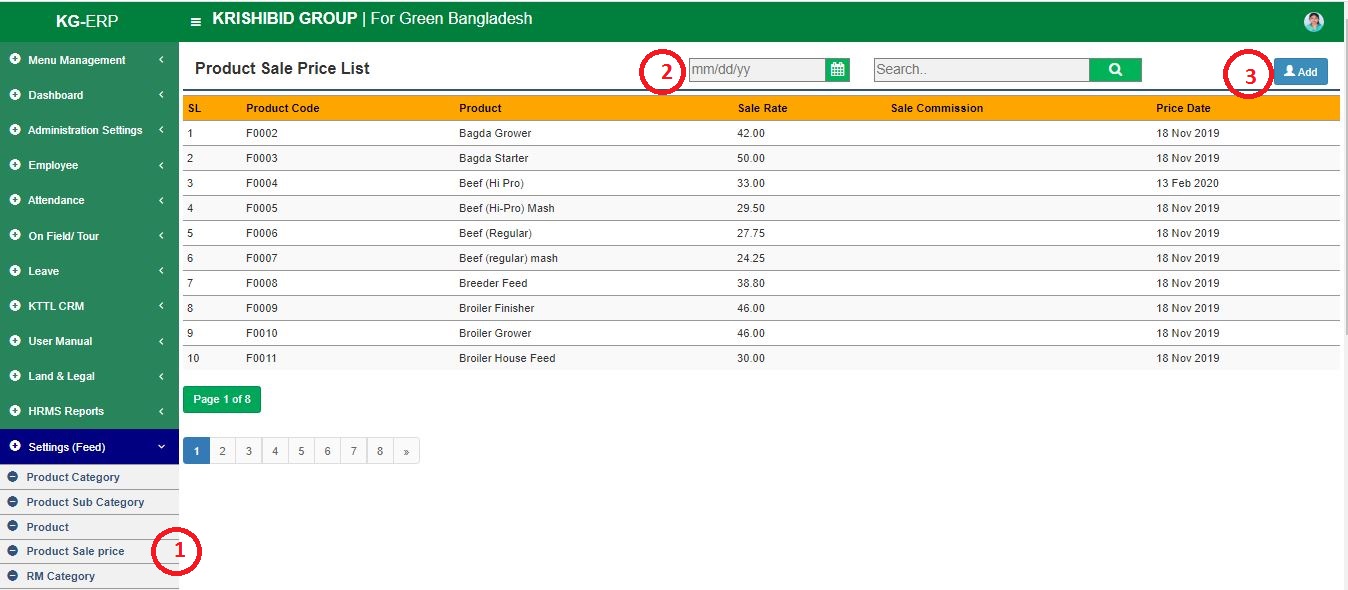 KG-ERP
KRISHIBID GROUP | For Green Bangladesh
Menu Management
Dashboard
Administration Settings
Employee
Attendance
On Field/ Tour
Leave
KTTL CRM
User Manual
Land & Legal
HRMS Reports
Settings (Feed)
Product Category
Product Sub Category
Product
Product Sale price 1
RM Category
Product Sale Price List 2 mm/dd/yy Search.. 3 Add
SL Product Code Product Sale Rate Sale Commission Price Date
1 F0002 Bagda Grower 42.00 18 Nov 2019
2 F0003 Bagda Starter 50.00 18 Nov 2019
3 F0004 Beef (Hi Pro) 33.00 13 Feb 2020
4 F0005 Beef (Hi-Pro) Mash 29.50 18 Nov 2019
5 F0006 Beef (Regular) 27.75 18 Nov 2019
6 F0007 Beef (regular) mash 24.25 18 Nov 2019
7 F0008 Breeder Feed 38.80 18 Nov 2019
8 F0009 Broiler Finisher 46.00 18 Nov 2019
9 F0010 Broiler Grower 46.00 18 Nov 2019
10 F0011 Broiler House Feed 30.00 18 Nov 2019
Page 1 of 8
1 2 3 4 5 6 7 8 »